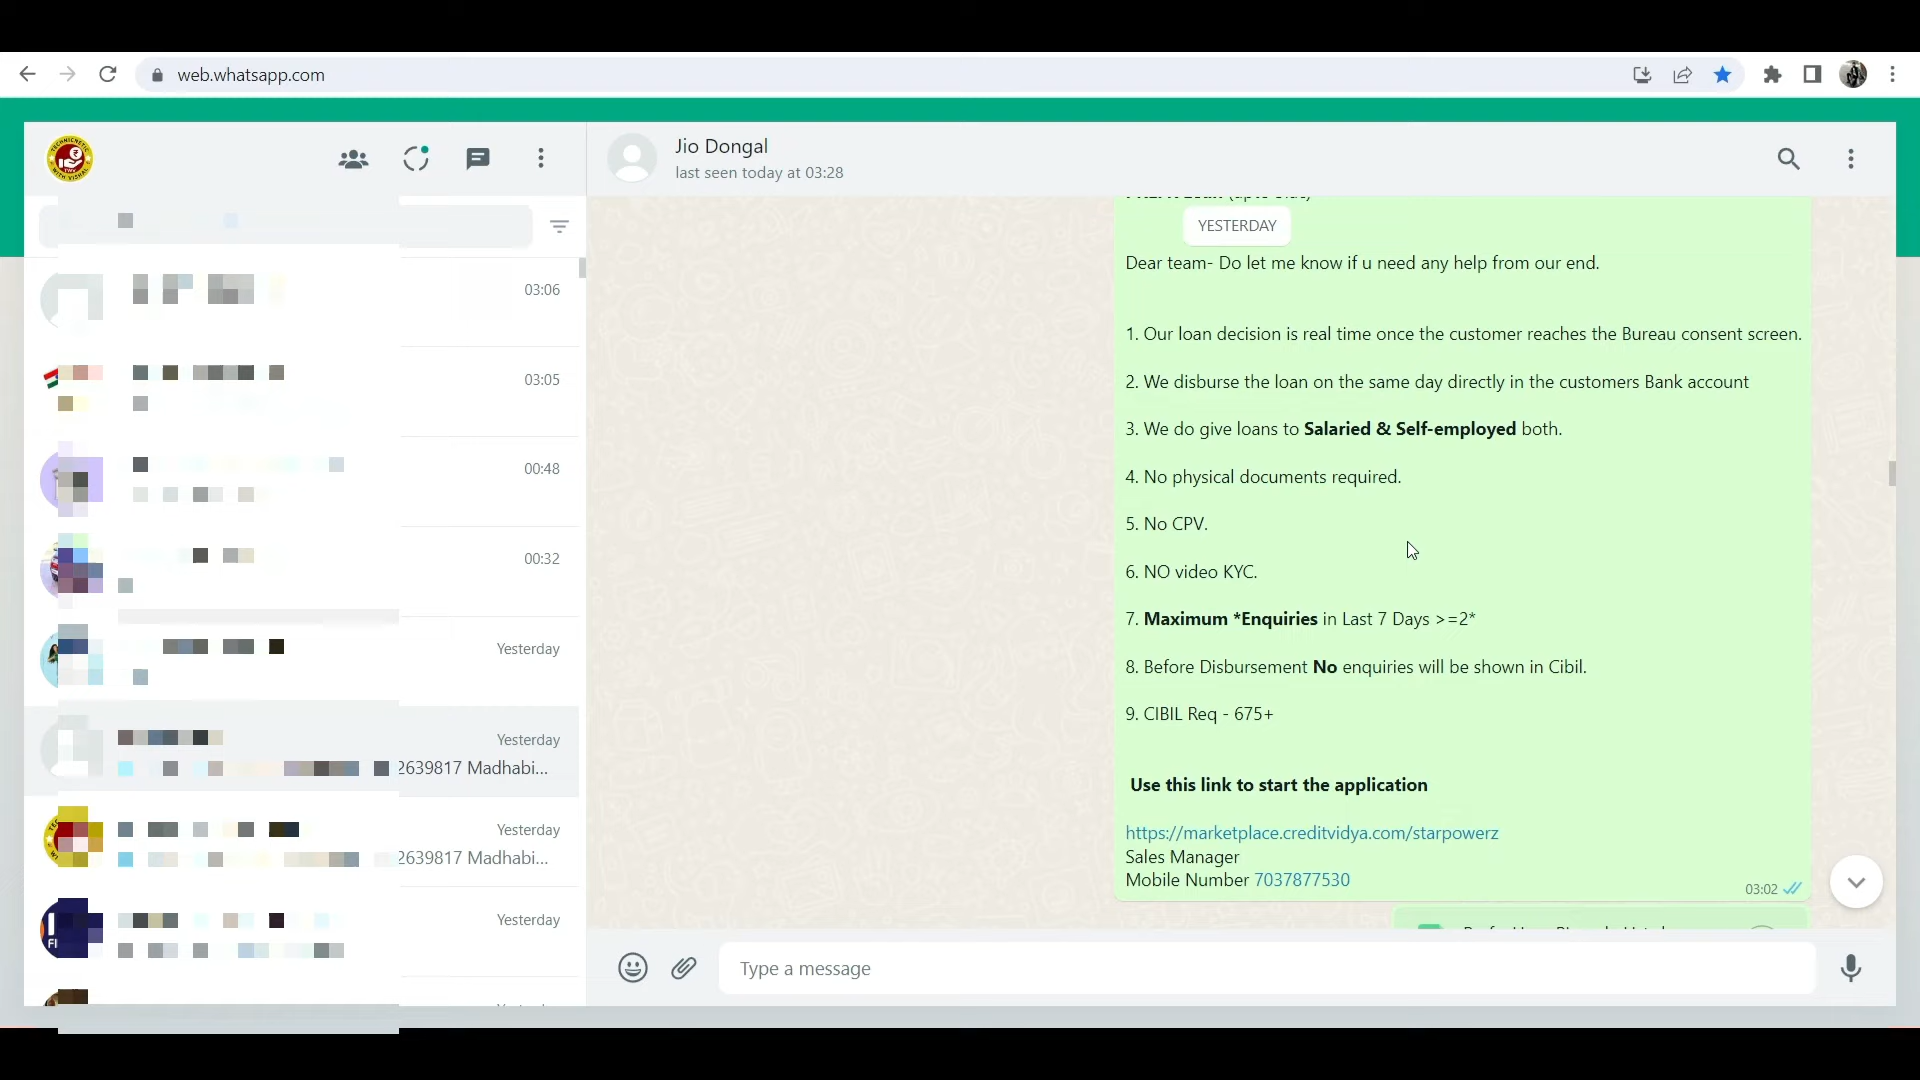 web.whatsapp.com
Jio Dongal
last seen today at 03:28
YESTERDAY
Dear team- Do let me know if u need any help from our end.
1. Our loan decision is real time once the customer reaches the Bureau consent screen.
2. We disburse the loan on the same day directly in the customers Bank account
3. We do give loans to Salaried & Self-employed both.
4. No physical documents required.
5. No CPV.
6. NO video KYC.
7. Maximum *Enquiries in Last 7 Days >=2*
8. Before Disbursement No enquiries will be shown in Cibil.
9. CIBIL Req - 675+
Use this link to start the application
https://marketplace.creditvidya.com/starpowerz
Sales Manager
Mobile Number 7037877530
03:02
Type a message
03:06
03:05
00:48
00:32
Yesterday
Yesterday
2639817 Madhabi...
Yesterday
2639817 Madhabi...
Yesterday